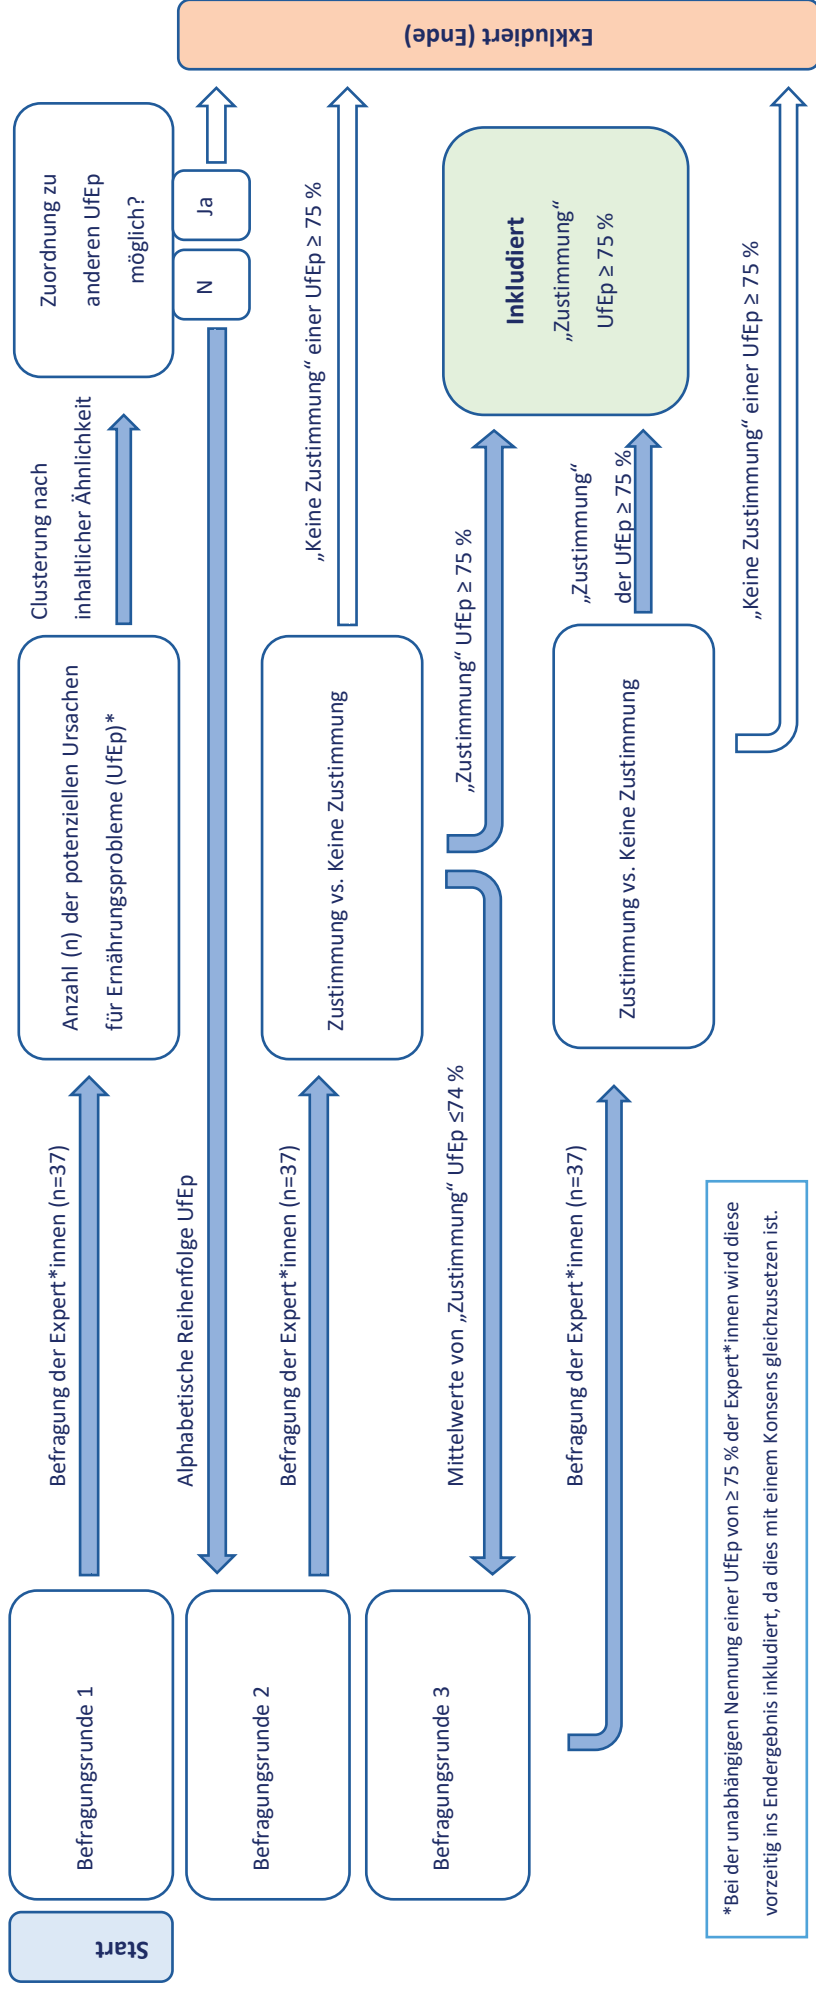 Start
Befragungsrunde 1
Befragung der Expert*innen (n=37)
Anzahl (n) der potenziellen Ursachen
für Ernährungsprobleme (UfEp)*
Clusterung nach
inhaltlicher Ähnlichkeit
Zuordnung zu
anderen UfEp
möglich?
N
Ja
Exkludiert (Ende)
Alphabetische Reihenfolge UfEp
Befragungsrunde 2
Befragung der Expert*innen (n=37)
Zustimmung vs. Keine Zustimmung
„Keine Zustimmung“ einer UfEp ≥ 75 %
Mittelwerte von „Zustimmung“ UfEp ≤74 %
„Zustimmung“ UfEp ≥ 75 %
Inkludiert
„Zustimmung“
UfEp ≥ 75 %
Befragungsrunde 3
Befragung der Expert*innen (n=37)
Zustimmung vs. Keine Zustimmung
„Zustimmung“
der UfEp ≥ 75 %
„Keine Zustimmung“ einer UfEp ≥ 75 %
*Bei der unabhängigen Nennung einer UfEp von ≥ 75 % der Expert*innen wird diese
vorzeitig ins Endergebnis inkludiert, da dies mit einem Konsens gleichzusetzen ist.